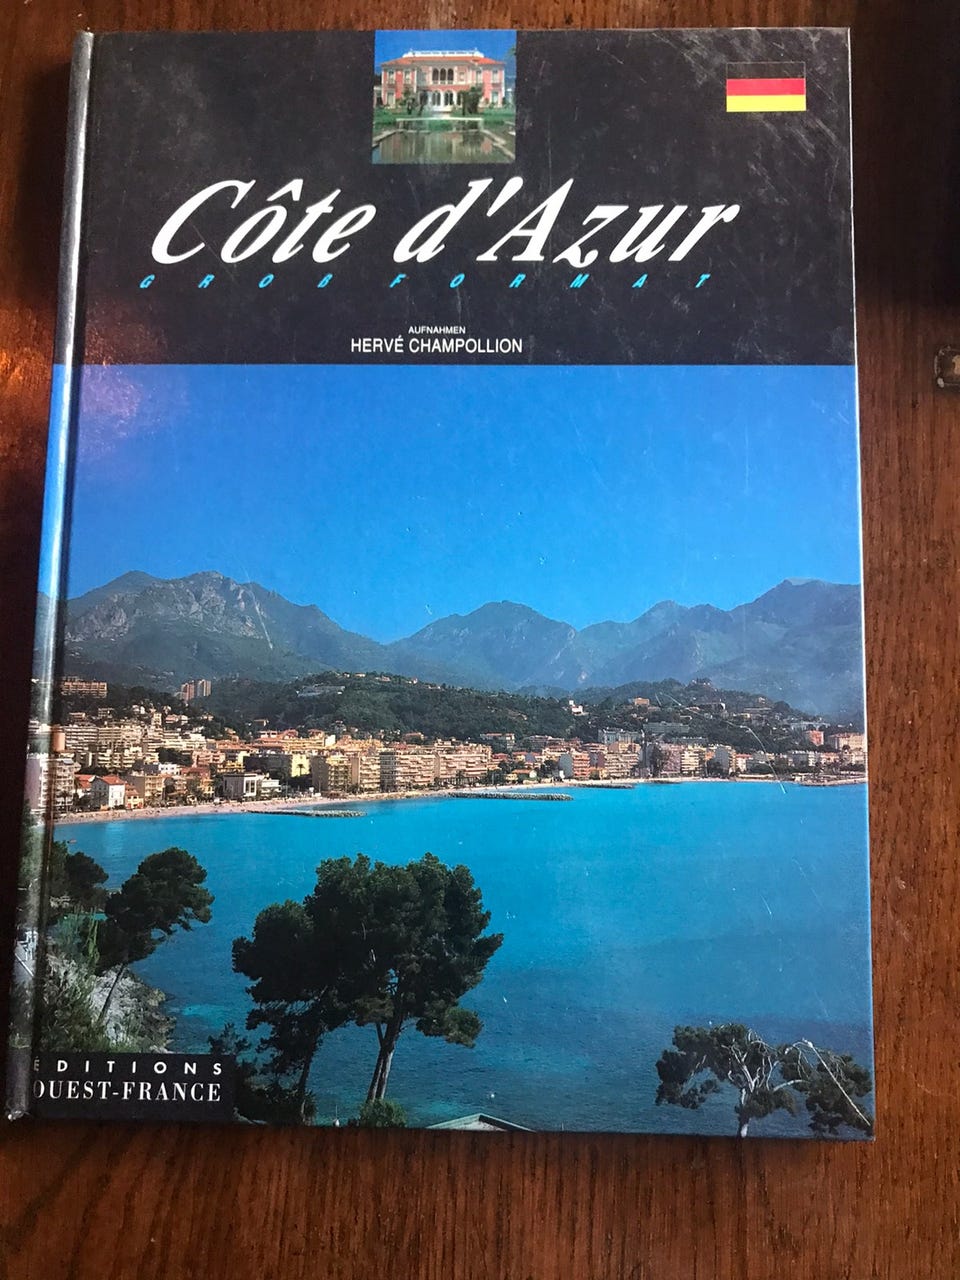 Côte d'Azur
GROß FORMAT
AUFNAHMEN
HERVÉ CHAMPOLLION
ÉDITIONS
OUEST-FRANCE